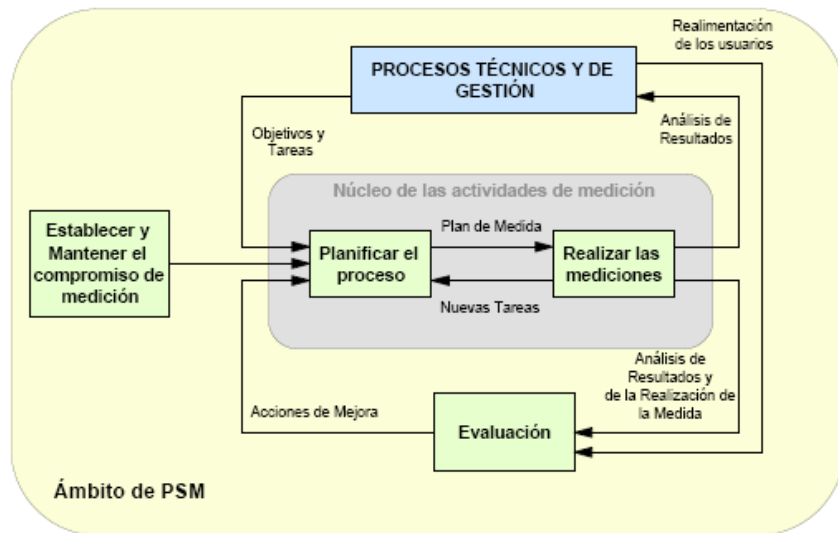 Realimentación
de los usuarios
PROCESOS TÉCNICOS Y DE
GESTIÓN
Análisis de
Resultados
Objetivos y
Tareas
Núcleo de las actividades de medición
Establecer y
Mantener el
compromiso de
medición
Planificar el
proceso
Plan de Medida
Realizar las
mediciones
Nuevas Tareas
Análisis de
Resultados y
de la Realización de
la Medida
Acciones de Mejora
Evaluación
Ámbito de PSM